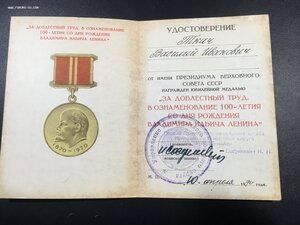 „ЗА ДОБЛЕСТНЫЙ ТРУД.
В ОЗНАМЕНОВАНИЕ
100-ЛЕТИЯ СО ДНЯ РОЖДЕНИЯ
ВЛАДИМИРА ИЛЬИЧА ЛЕНИНА“
1870-1970
УДОСТОВЕРЕНИЕ
Ткач
Василий Иванович
ОТ ИМЕНИ ПРЕЗИДИУМА ВЕРХОВНОГО
СОВЕТА СССР
НАГРАЖДЕН ЮБИЛЕЙНОЙ МЕДАЛЬЮ
„ЗА ДОБЛЕСТНЫЙ ТРУД.
В ОЗНАМЕНОВАНИЕ 100-ЛЕТИЯ
СО ДНЯ РОЖДЕНИЯ
ВЛАДИМИРА ИЛЬИЧА ЛЕНИНА“
М. П.
10 апреля 1970 года